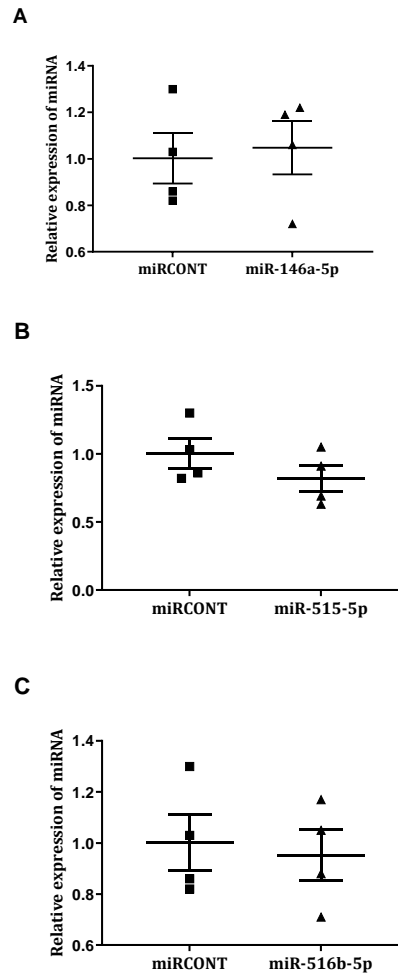 A
Relative expression of miRNA
1.4
1.2
1.0
0.8
0.6
miRCONT
miR-146a-5p
B
Relative expression of miRNA
1.5
1.0
0.5
0.0
miRCONT
miR-515-5p
C
Relative expression of miRNA
1.4
1.2
1.0
0.8
0.6
miRCONT
miR-516b-5p